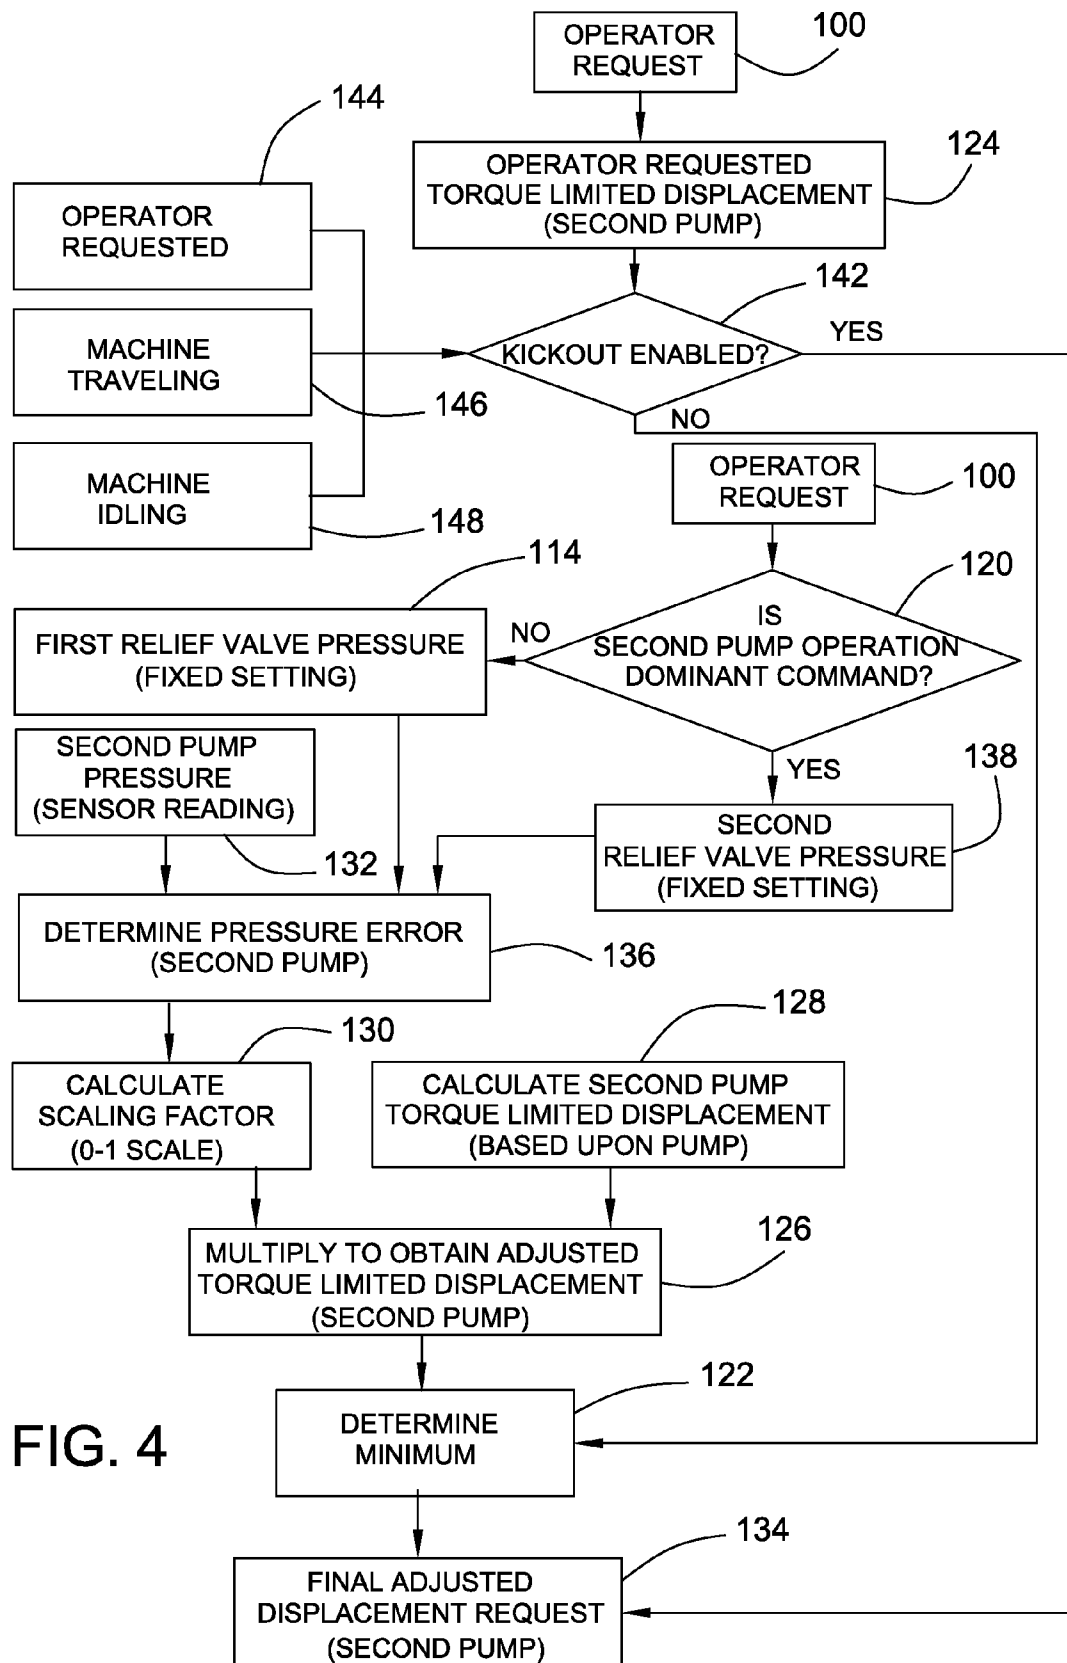 OPERATOR
REQUEST
100
144
OPERATOR REQUESTED
TORQUE LIMITED DISPLACEMENT
(SECOND PUMP)
124
OPERATOR
REQUESTED
142
YES
KICKOUT ENABLED?
MACHINE
TRAVELING
146
NO
OPERATOR
REQUEST
100
MACHINE
IDLING
148
114
120
FIRST RELIEF VALVE PRESSURE
(FIXED SETTING)
NO
IS
SECOND PUMP OPERATION
DOMINANT COMMAND?
SECOND PUMP
PRESSURE
(SENSOR READING)
132
YES
138
SECOND
RELIEF VALVE PRESSURE
(FIXED SETTING)
DETERMINE PRESSURE ERROR
(SECOND PUMP)
136
130
128
CALCULATE
SCALING FACTOR
(0-1 SCALE)
CALCULATE SECOND PUMP
TORQUE LIMITED DISPLACEMENT
(BASED UPON PUMP)
MULTIPLY TO OBTAIN ADJUSTED
TORQUE LIMITED DISPLACEMENT
(SECOND PUMP)
126
122
DETERMINE
MINIMUM
FIG. 4
134
FINAL ADJUSTED
DISPLACEMENT REQUEST
(SECOND PUMP)